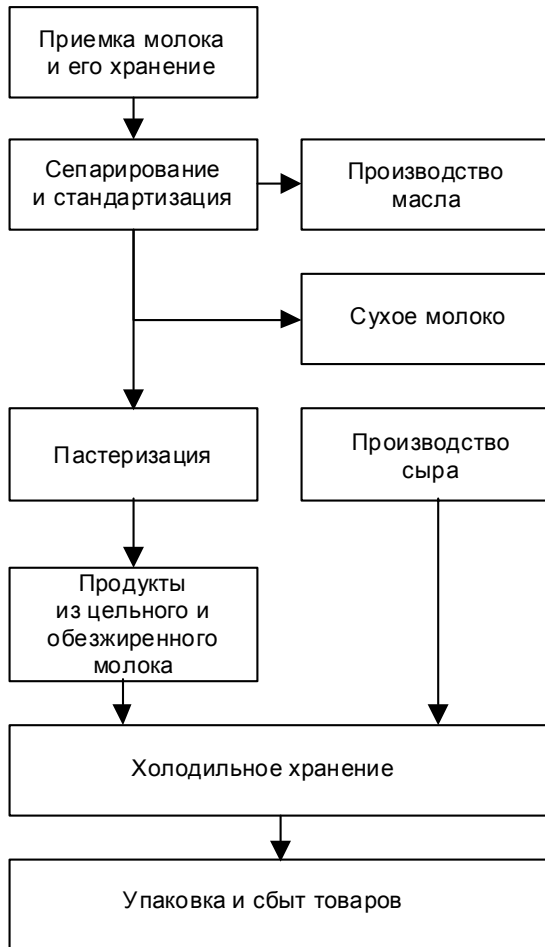 Приемка молока
и его хранение
Сепарирование
и стандартизация
Производство
масла
Сухое молоко
Пастеризация
Производство
сыра
Продукты
из цельного и
обезжиренного
молока
Холодильное хранение
Упаковка и сбыт товаров